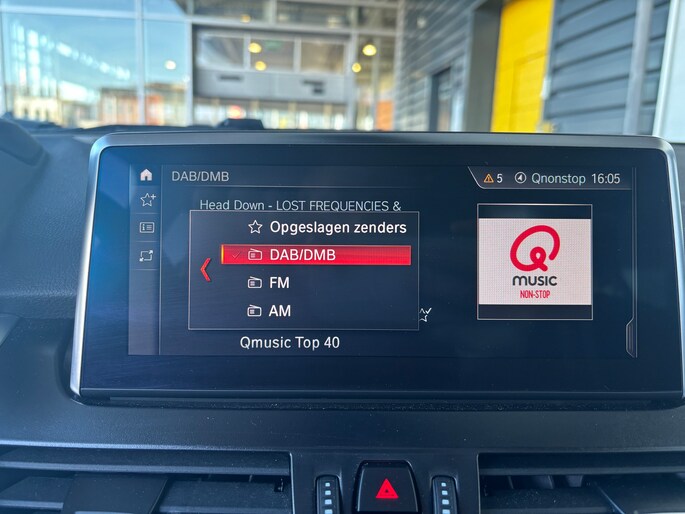 DAB/DMB
5
Qnonstop 16:05
Head Down - LOST FREQUENCIES &
Opgeslagen zenders
DAB/DMB
FM
AM
Qmusic Top 40
Q
MUSIC
NON-STOP